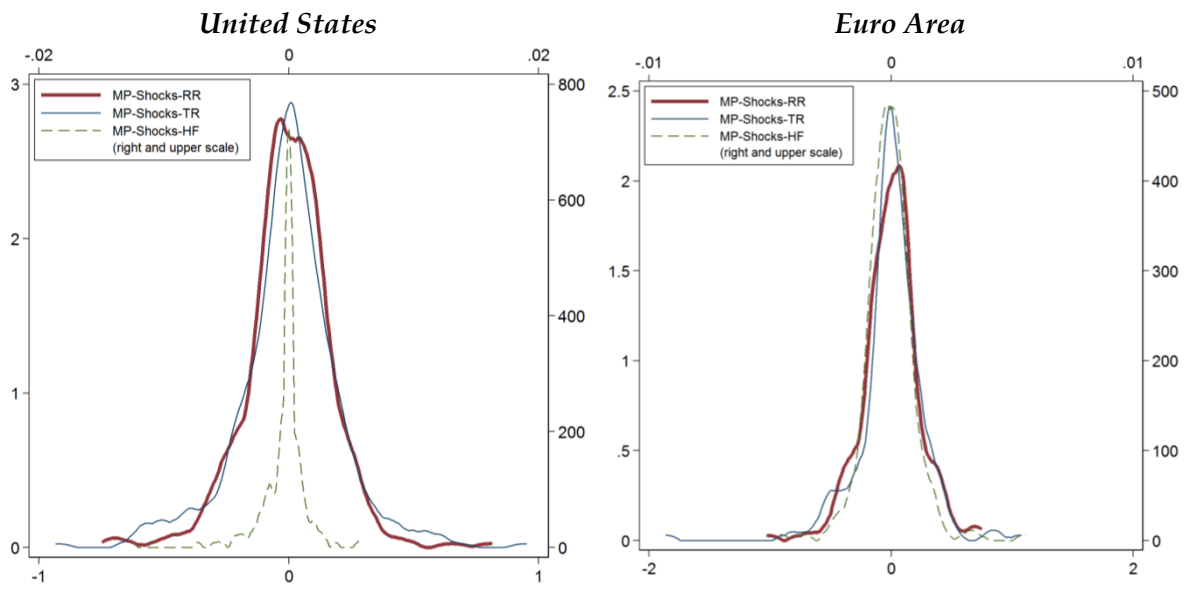 United States
-.02 0 .02
MP-Shocks-RR
MP-Shocks-TR
MP-Shocks-HF
(right and upper scale)
3
2
1
0
800
600
400
200
0
-1 0 1
Euro Area
-.01 0 .01
MP-Shocks-RR
MP-Shocks-TR
MP-Shocks-HF
(right and upper scale)
2.5
2
1.5
1
.5
0
500
400
300
200
100
0
-2 0 2